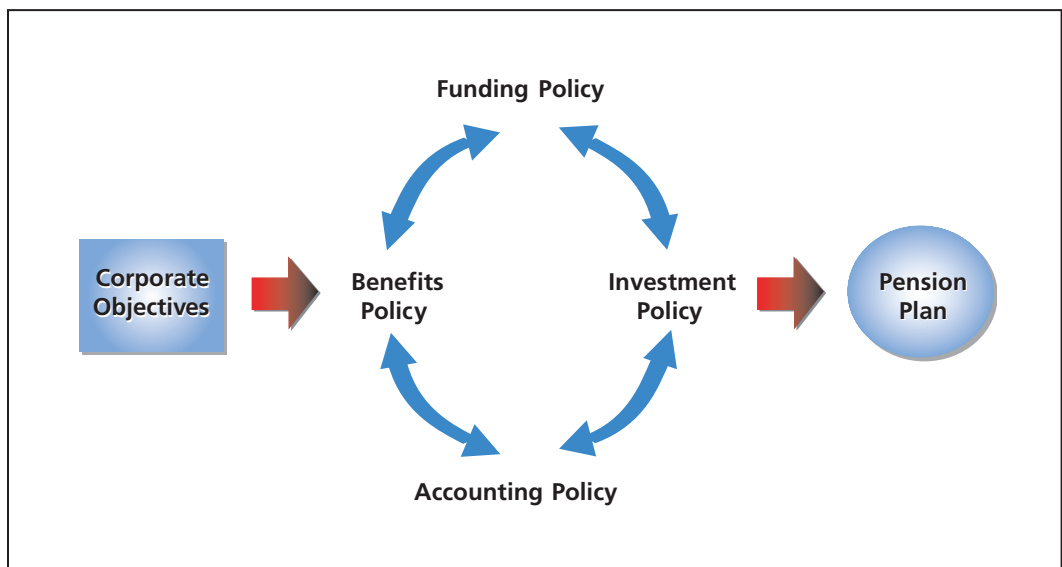 Funding Policy
Corporate
Objectives
Benefits
Policy
Investment
Policy
Pension
Plan
Accounting Policy